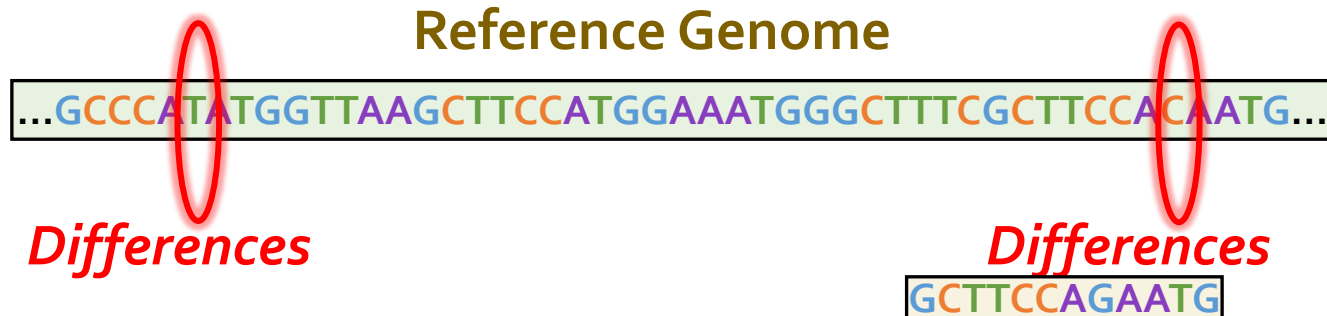 Reference Genome
...GCCCATATGGTTAAGCTTCCATGGAAATGGGCTTTCGCTTCCACAATG...
Differences Differences
GCTTCCAGAATG